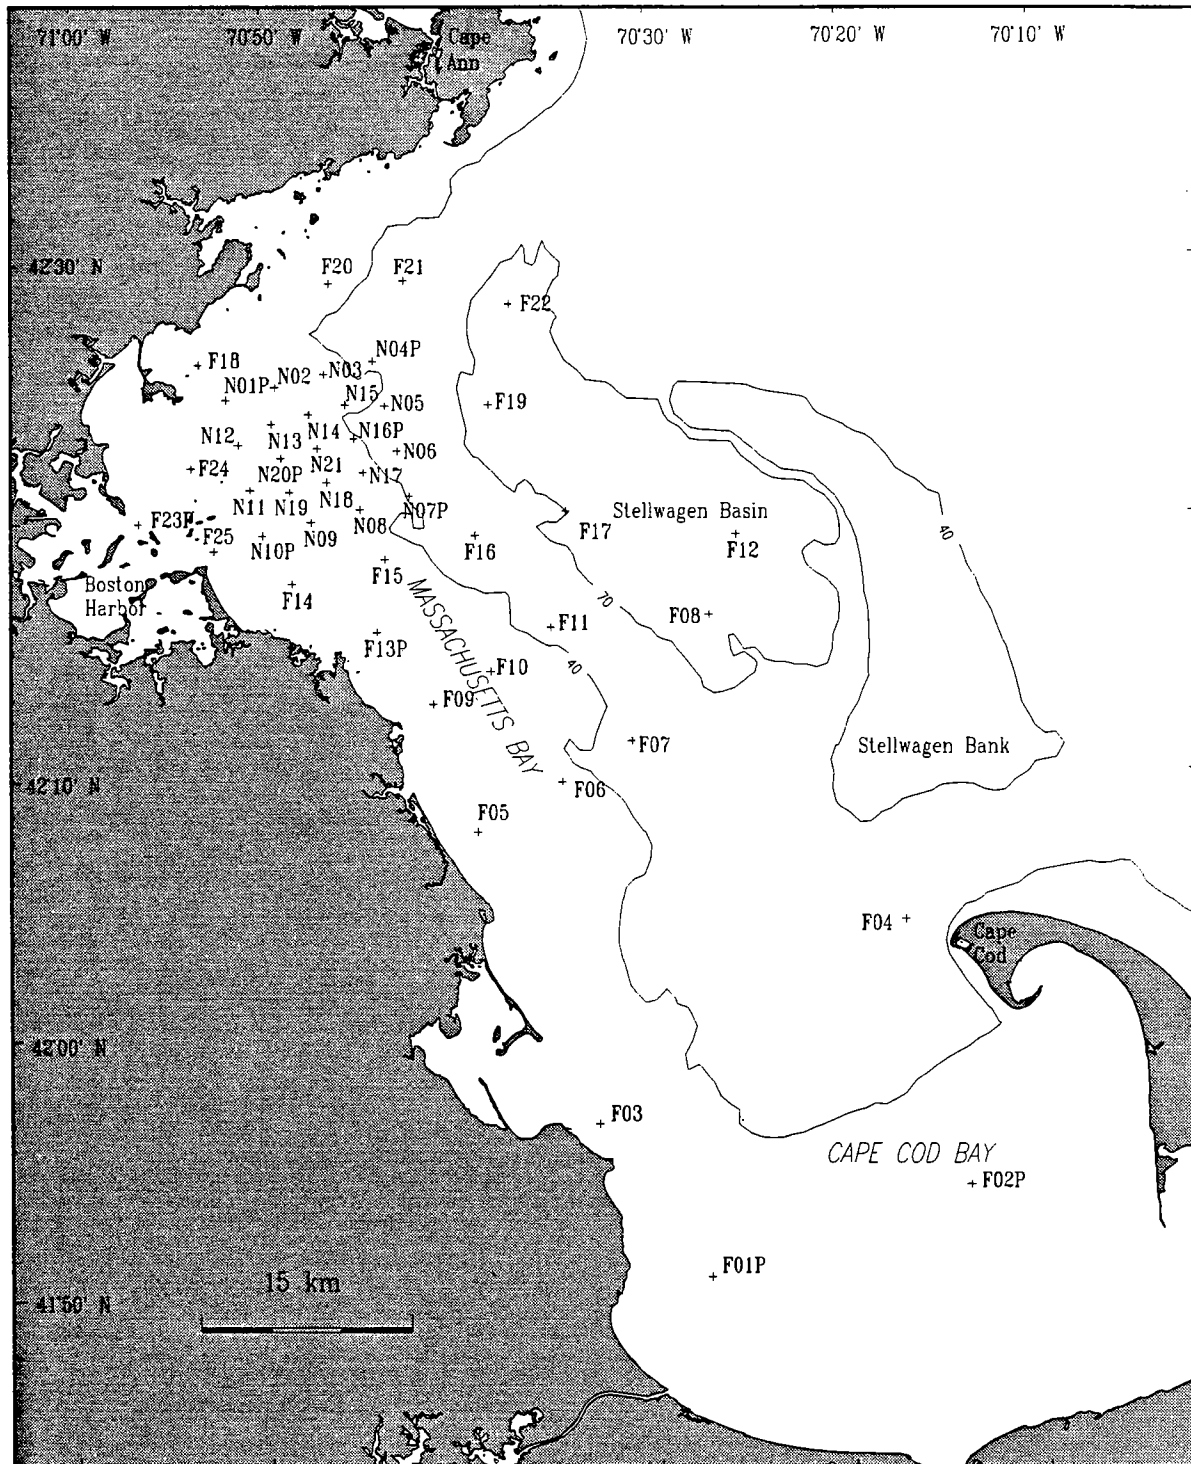 71°00' W
70°50' W
70°30' W
70°20' W
70°10' W
Cape
Ann
42°30' N
F20
F21
F22
F18
N04P
N01P
N02
N03
N15
N05
F19
N12
N13
N14
N16P
N06
F24
N20P
N21
N17
N11
N19
N18
N07P
Stellwagen Basin
F23P
F25
N10P
N09
N08
F16
F17
F12
40
Boston
Harbor
F14
F15
70
F13P
MASSACHUSETTS BAY
F11
F08
40
F10
F09
F07
Stellwagen Bank
42°10' N
F06
F05
F04
Cape
Cod
42°00' N
F03
CAPE COD BAY
F02P
F01P
15 km
41°50' N